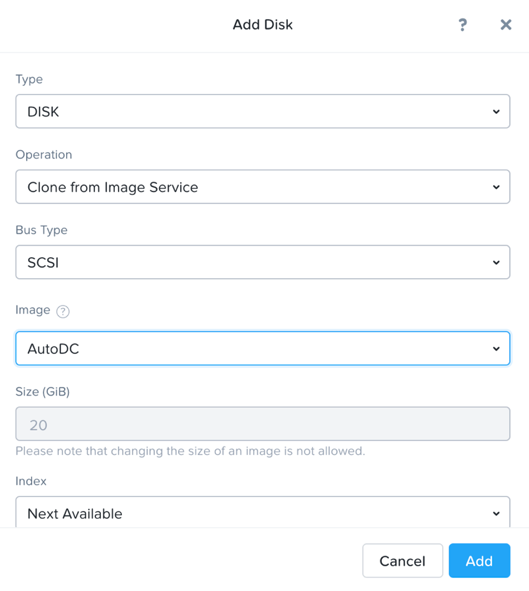 Add Disk ? ×
Type
DISK
Operation
Clone from Image Service
Bus Type
SCSI
Image ?
AutoDC
Size (GiB)
20
Please note that changing the size of an image is not allowed.
Index
Next Available
Cancel Add